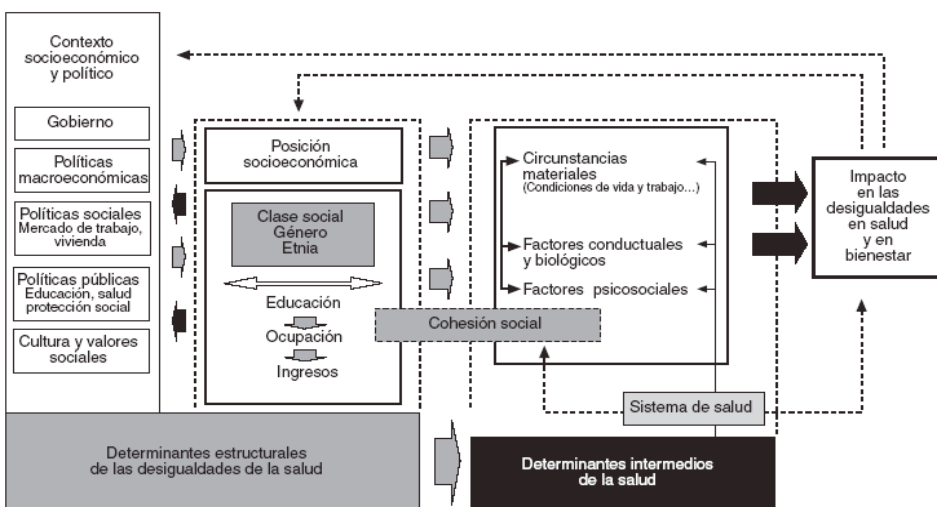 Contexto
socioeconómico
y político
Gobierno
Políticas
macroeconómicas
Políticas sociales
Mercado de trabajo,
vivienda
Políticas públicas
Educación, salud
protección social
Cultura y valores
sociales
Posición
socioeconómica
Clase social
Género
Etnia
Educación
Ocupación
Ingresos
Cohesión social
Circunstancias
materiales
(Condiciones de vida y trabajo...)
Factores conductuales
y biológicos
Factores psicosociales
Sistema de salud
Impacto
en las
desigualdades
en salud
y en
bienestar
Determinantes estructurales
de las desigualdades de la salud
Determinantes intermedios
de la salud